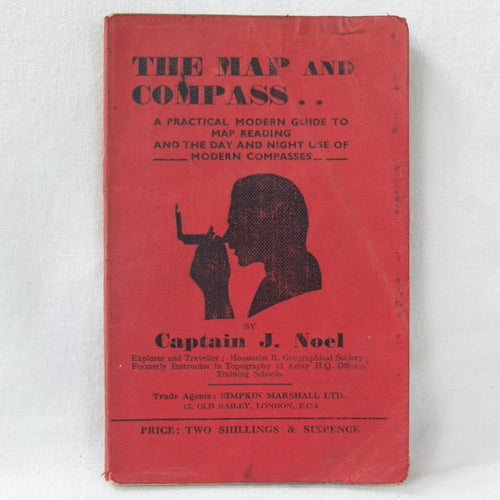 THE MAP AND
COMPASS . .
A PRACTICAL MODERN GUIDE TO
MAP READING
AND THE DAY AND NIGHT USE OF
MODERN COMPASSES
BY
Captain J. Noel
Explorer and Traveller ; Honourist R. Geographical Society ;
Formerly Instructor in Topography at Army H.Q. Officers'
Training Schools.
Trade Agents: SIMPKIN MARSHALL LTD.
12, OLD BAILEY, LONDON, E.C.4
PRICE: TWO SHILLINGS & SIXPENCE